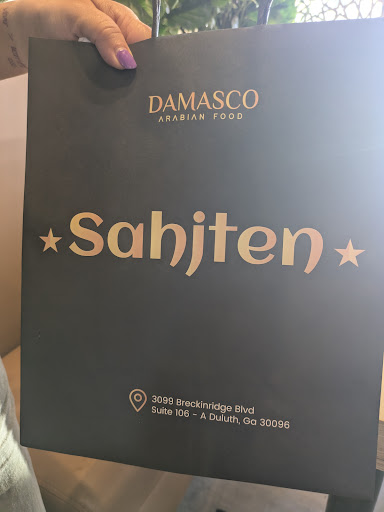 DAMASCO
ARABIAN FOOD
Sahjten
3099 Breckinridge Blvd
Suite 106 - A Duluth, Ga 30096